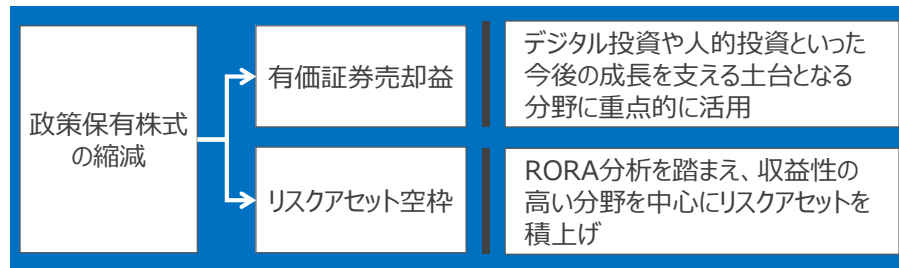 政策保有株式
の縮減
有価証券売却益
デジタル投資や人的投資といった
今後の成長を支える土台となる
分野に重点的に活用
リスクアセット空枠
RORA分析を踏まえ、収益性の
高い分野を中心にリスクアセットを
積上げ